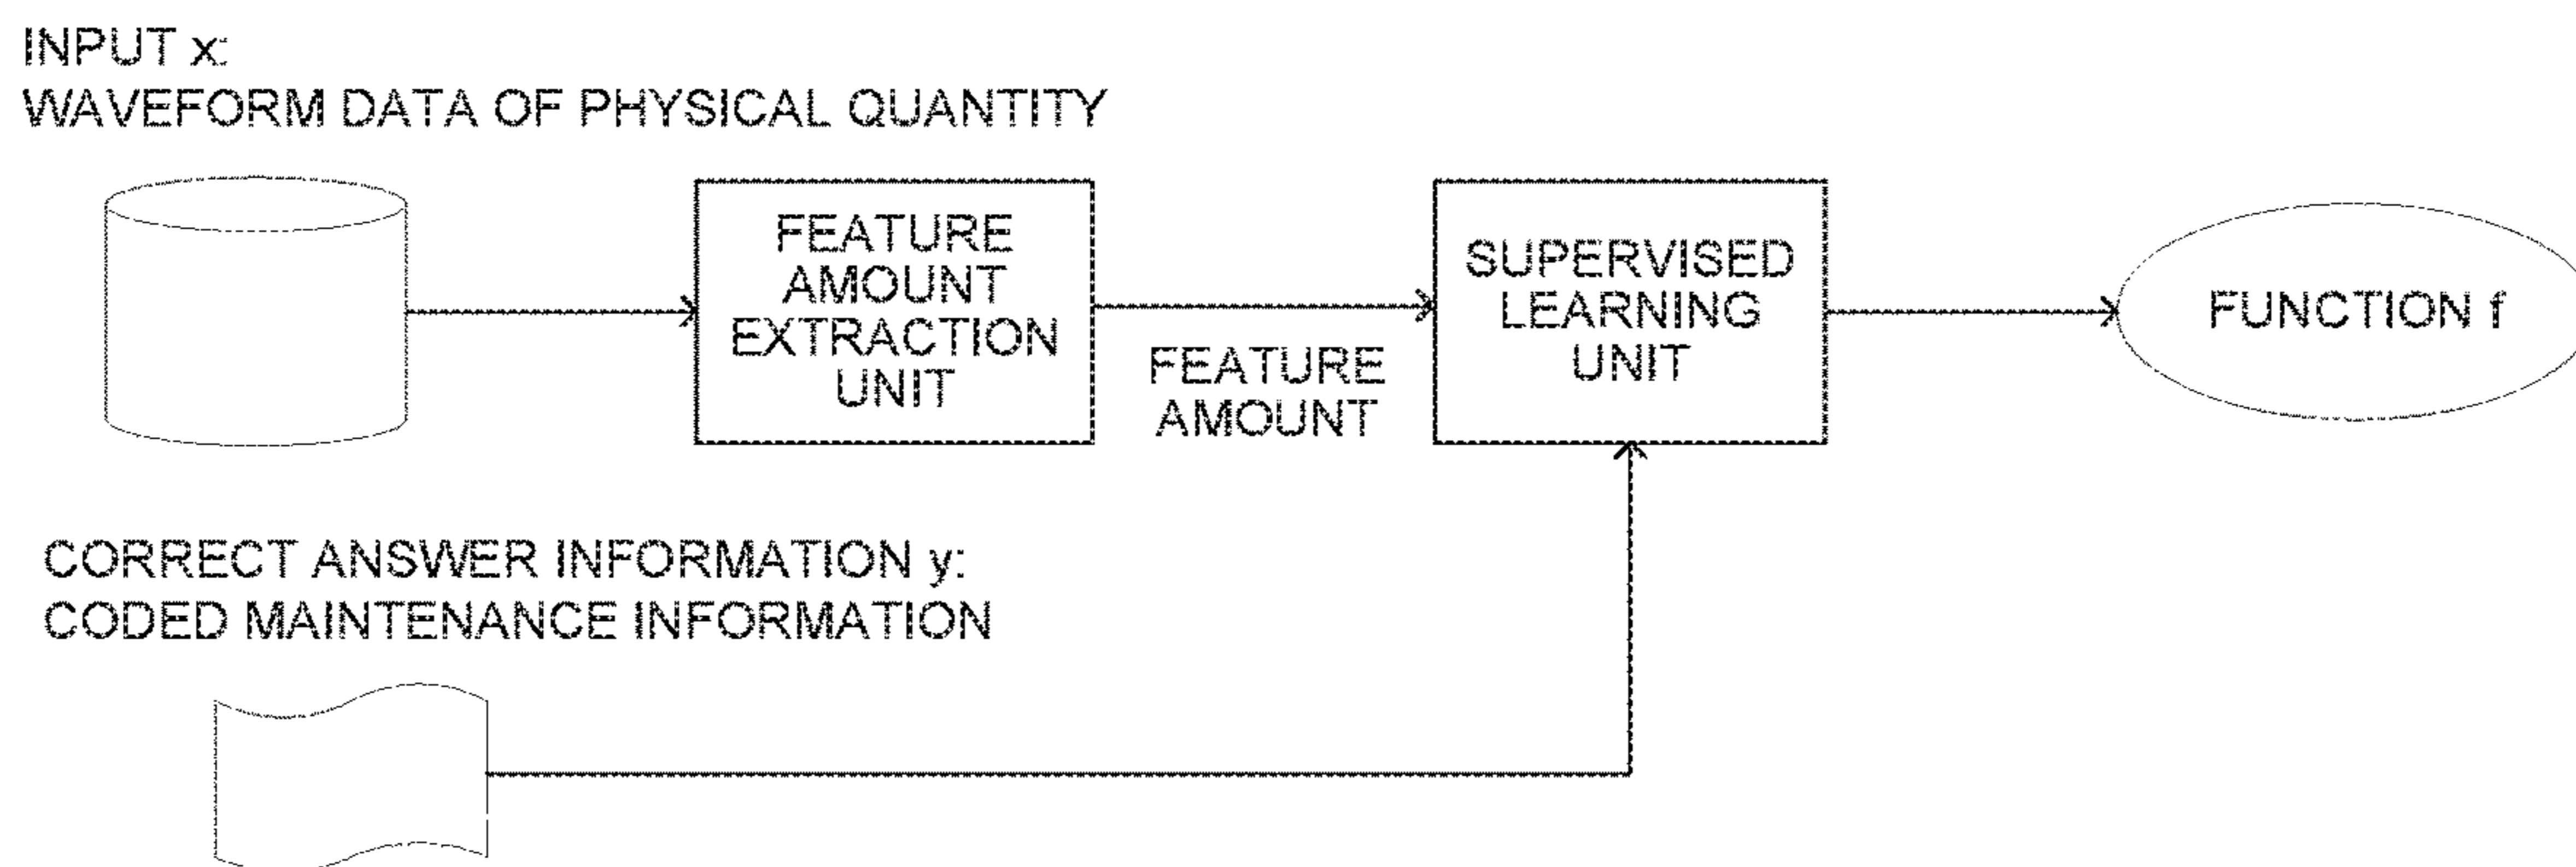 INPUT x:
WAVEFORM DATA OF PHYSICAL QUANTITY
FEATURE
AMOUNT
EXTRACTION
UNIT
FEATURE
AMOUNT
SUPERVISED
LEARNING
UNIT
FUNCTION f
CORRECT ANSWER INFORMATION y:
CODED MAINTENANCE INFORMATION